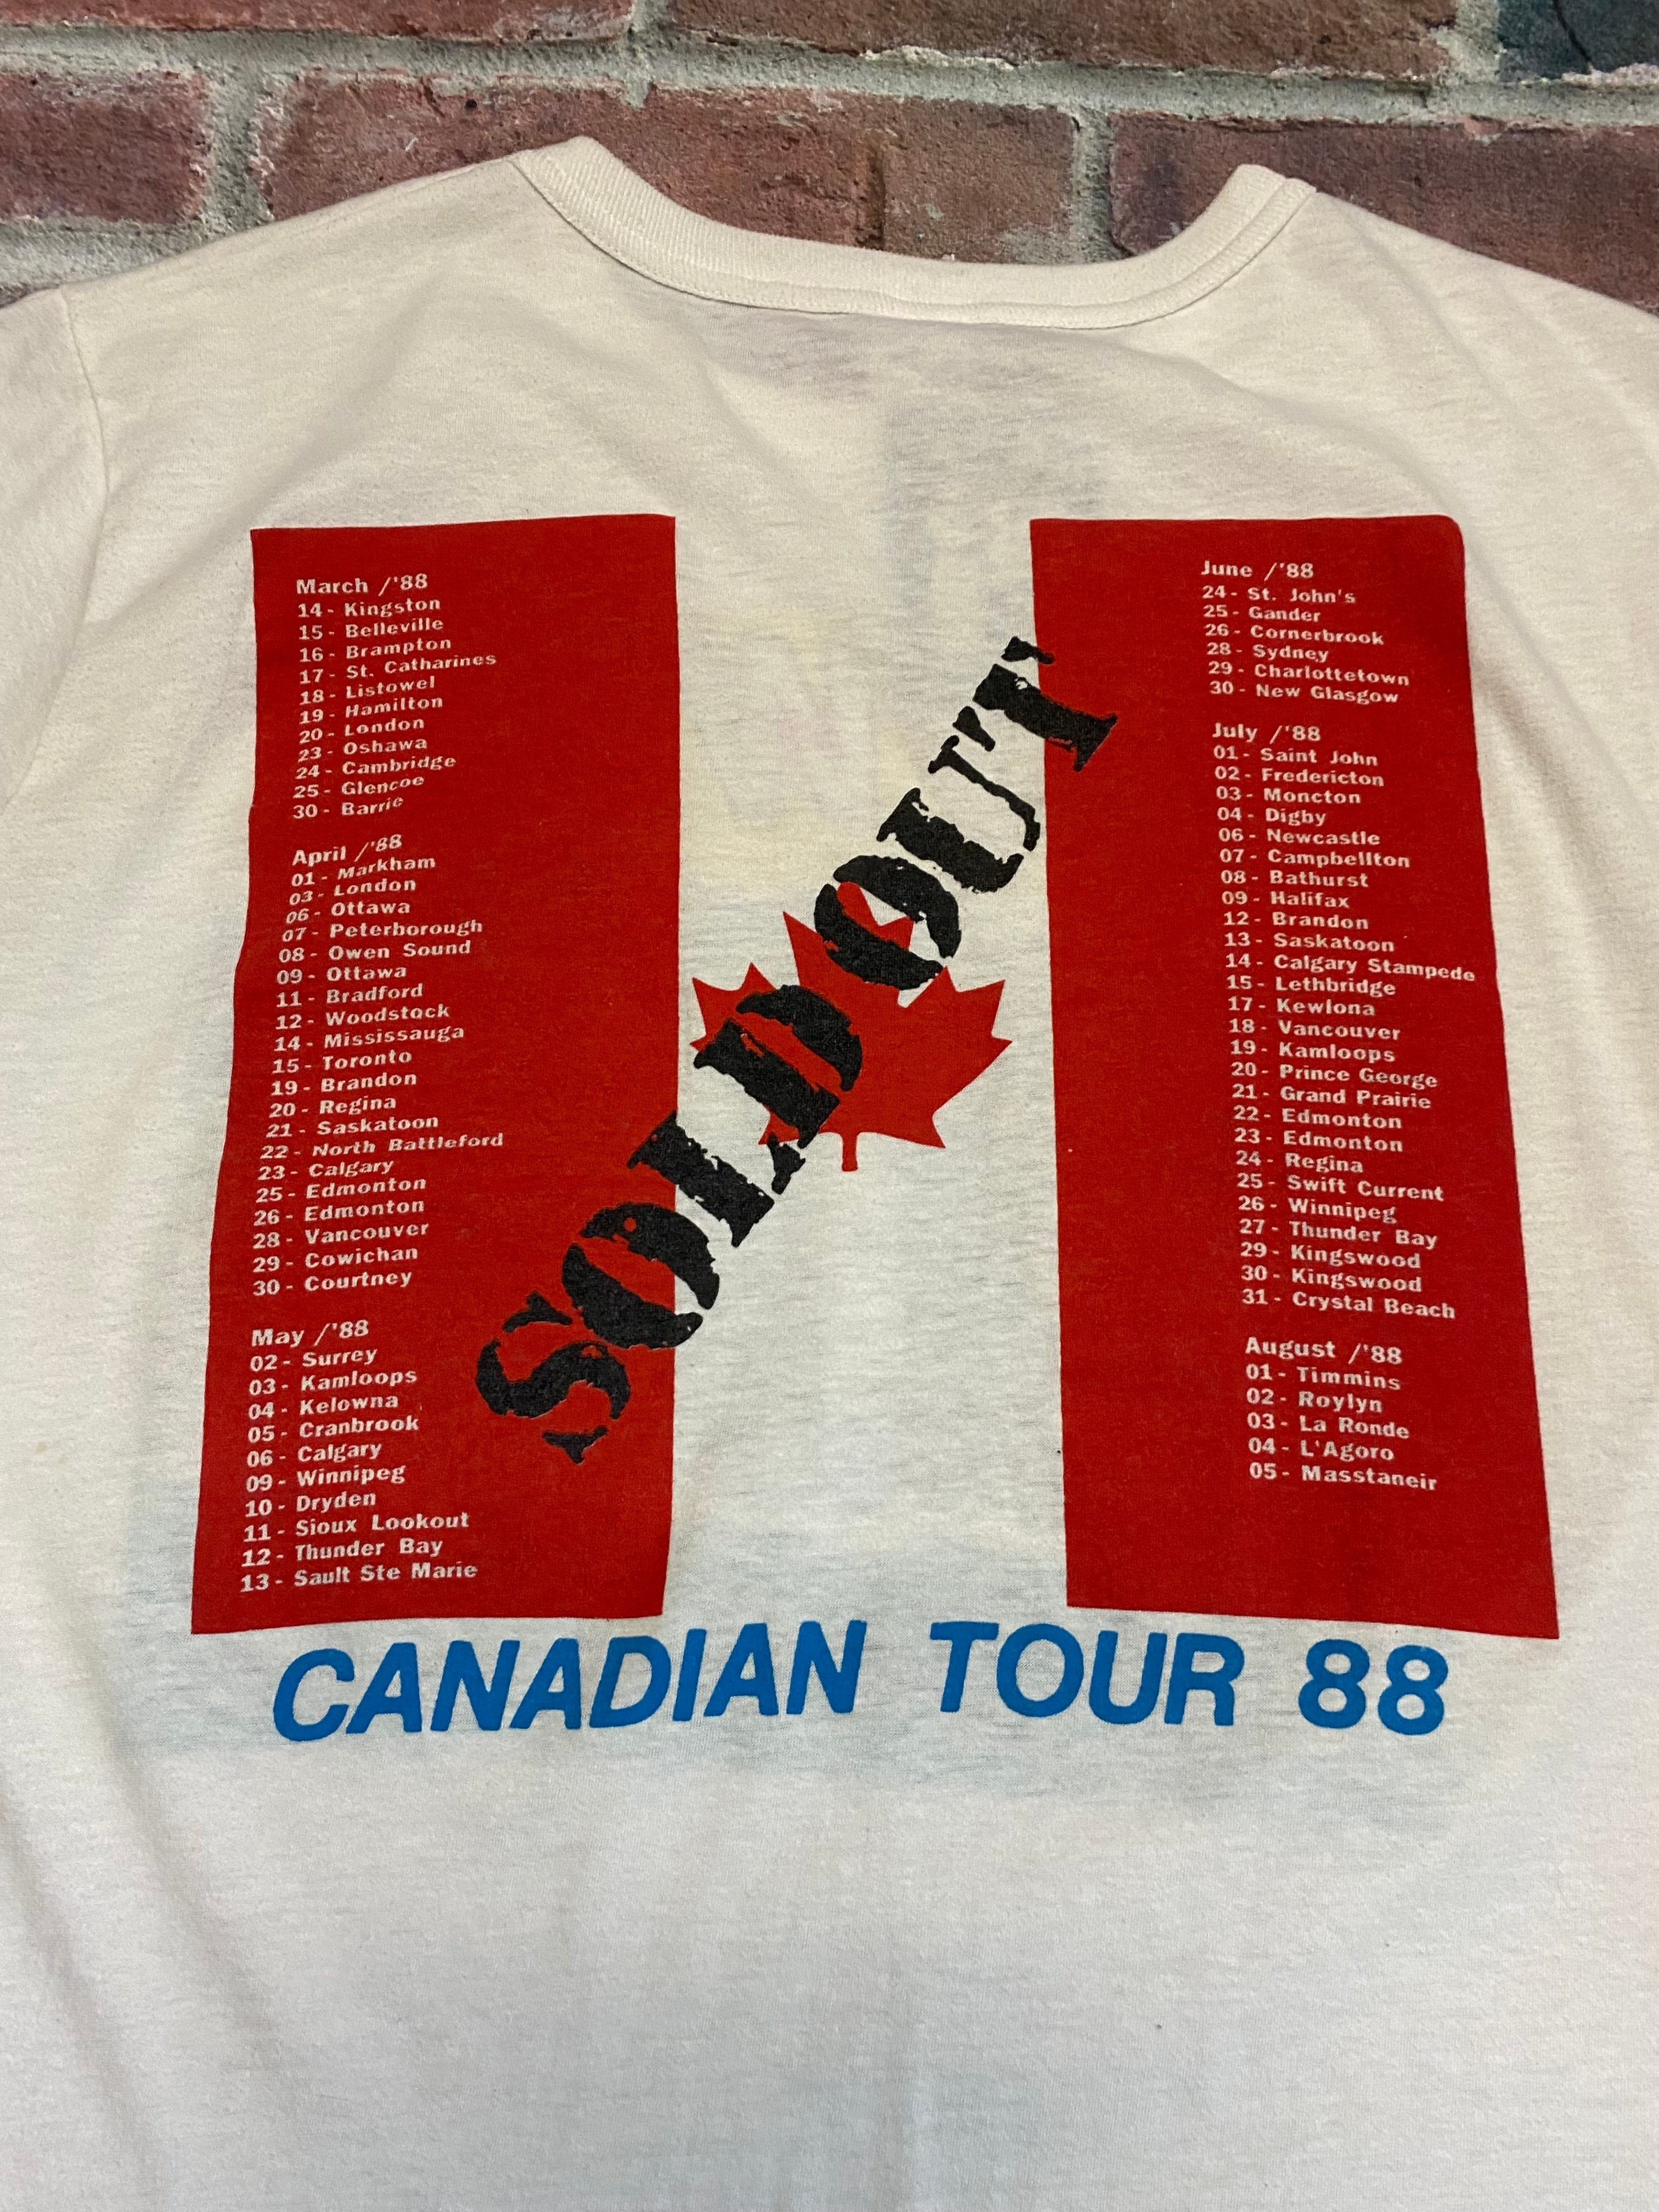 March /'88
14 - Kingston
15 - Belleville
16 - Brampton
17 - St. Catharines
18 - Listowel
19 - Hamilton
20 - London
23 - Oshawa
24 - Cambridge
25 - Glencoe
30 - Barrie
April /'88
01 - Markham
03 - London
06 - Ottawa
07 - Peterborough
08 - Owen Sound
09 - Ottawa
11 - Bradford
12 - Woodstock
14 - Mississauga
15 - Toronto
19 - Brandon
20 - Regina
21 - Saskatoon
22 - North Battleford
23 - Calgary
25 - Edmonton
26 - Edmonton
28 - Vancouver
29 - Cowichan
30 - Courtney
May /'88
02 - Surrey
03 - Kamloops
04 - Kelowna
05 - Cranbrook
06 - Calgary
09 - Winnipeg
10 - Dryden
11 - Sioux Lookout
12 - Thunder Bay
13 - Sault Ste Marie
SOLD OUT
June /'88
24 - St. John's
25 - Gander
26 - Cornerbrook
28 - Sydney
29 - Charlottetown
30 - New Glasgow
July /'88
01 - Saint John
02 - Fredericton
03 - Moncton
04 - Digby
06 - Newcastle
07 - Campbellton
08 - Bathurst
09 - Halifax
12 - Brandon
13 - Saskatoon
14 - Calgary Stampede
15 - Lethbridge
17 - Kewlona
18 - Vancouver
19 - Kamloops
20 - Prince George
21 - Grand Prairie
22 - Edmonton
23 - Edmonton
24 - Regina
25 - Swift Current
26 - Winnipeg
27 - Thunder Bay
29 - Kingswood
30 - Kingswood
31 - Crystal Beach
August /'88
01 - Timmins
02 - Roylyn
03 - La Ronde
04 - L'Agoro
05 - Masstaneir
CANADIAN TOUR 88